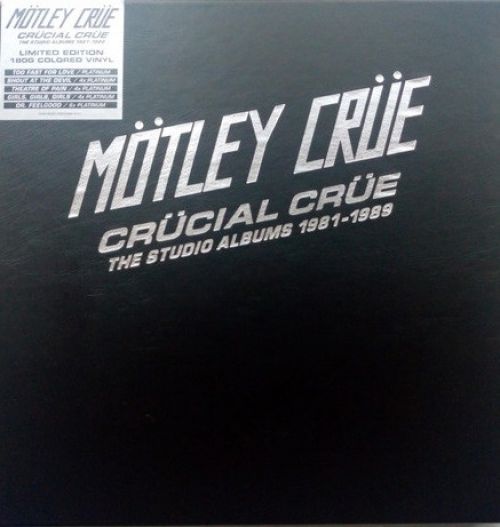 MÖTLEY CRÜE
CRÜCIAL CRÜE
THE STUDIO ALBUMS 1981-1989
LIMITED EDITION
180G COLORED VINYL
TOO FAST FOR LOVE / PLATINUM
SHOUT AT THE DEVIL / 4x PLATINUM
THEATRE OF PAIN / 4x PLATINUM
GIRLS, GIRLS, GIRLS / 4x PLATINUM
DR. FEELGOOD / 6x PLATINUM
MÖTLEY CRÜE
CRÜCIAL CRÜE
THE STUDIO ALBUMS 1981-1989